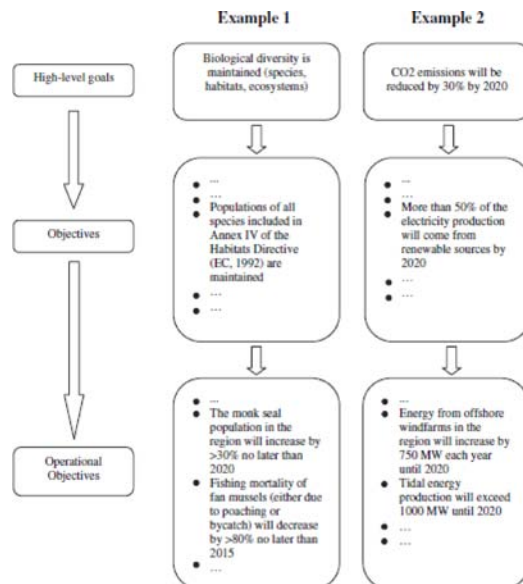 Example 1
Example 2
High-level goals
Biological diversity is
maintained (species,
habitats, ecosystems)
CO2 emissions will be
reduced by 30% by 2020
Objectives
...
...
Populations of all
species included in
Annex IV of the
Habitats Directive
(EC, 1992) are
maintained
...
...
...
...
More than 50% of the
electricity production
will come from
renewable sources by
2020
...
...
Operational
Objectives
...
The monk seal
population in the
region will increase by
>30% no later than
2020
Fishing mortality of
fan mussels (either due
to poaching or
bycatch) will decrease
by >80% no later than
2015
...
...
Energy from offshore
windfarms in the
region will increase by
750 MW each year
until 2020
Tidal energy
production will exceed
1000 MW until 2020
...
...